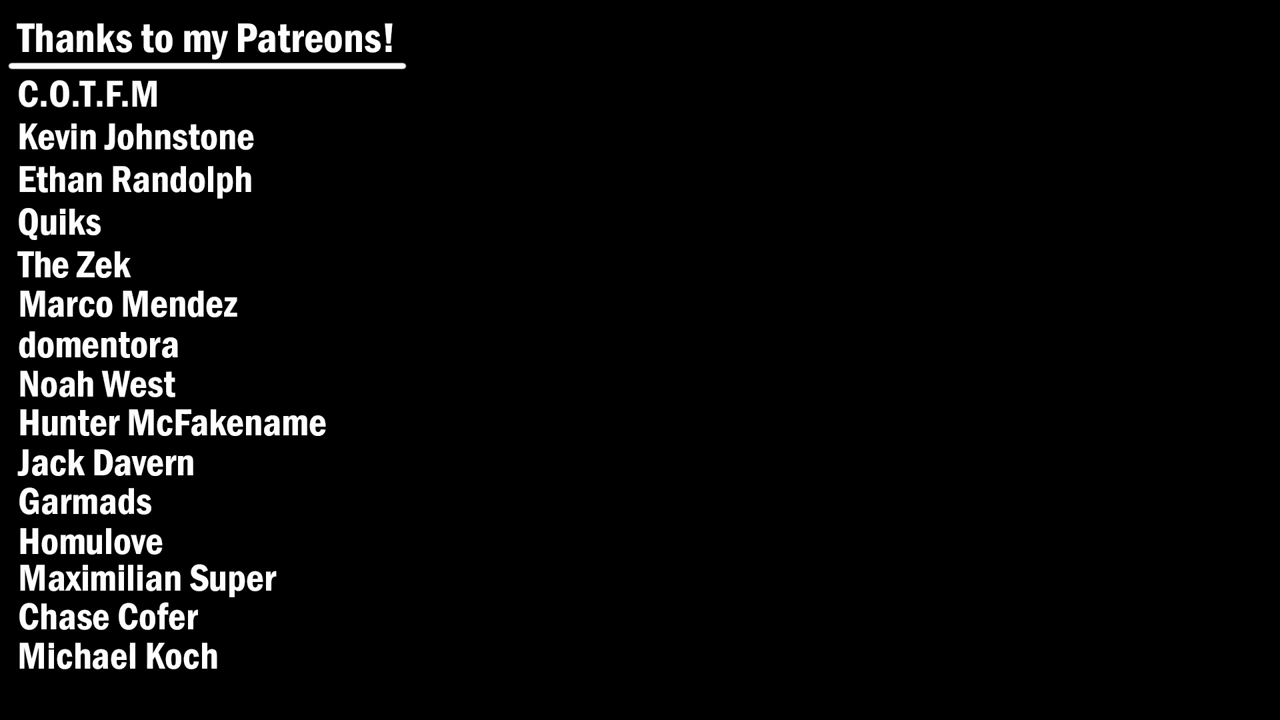 Thanks to my Patreons!
C.O.T.F.M
Kevin Johnstone
Ethan Randolph
Quiks
The Zek
Marco Mendez
domentora
Noah West
Hunter McFakename
Jack Davern
Garmads
Homulove
Maximilian Super
Chase Cofer
Michael Koch